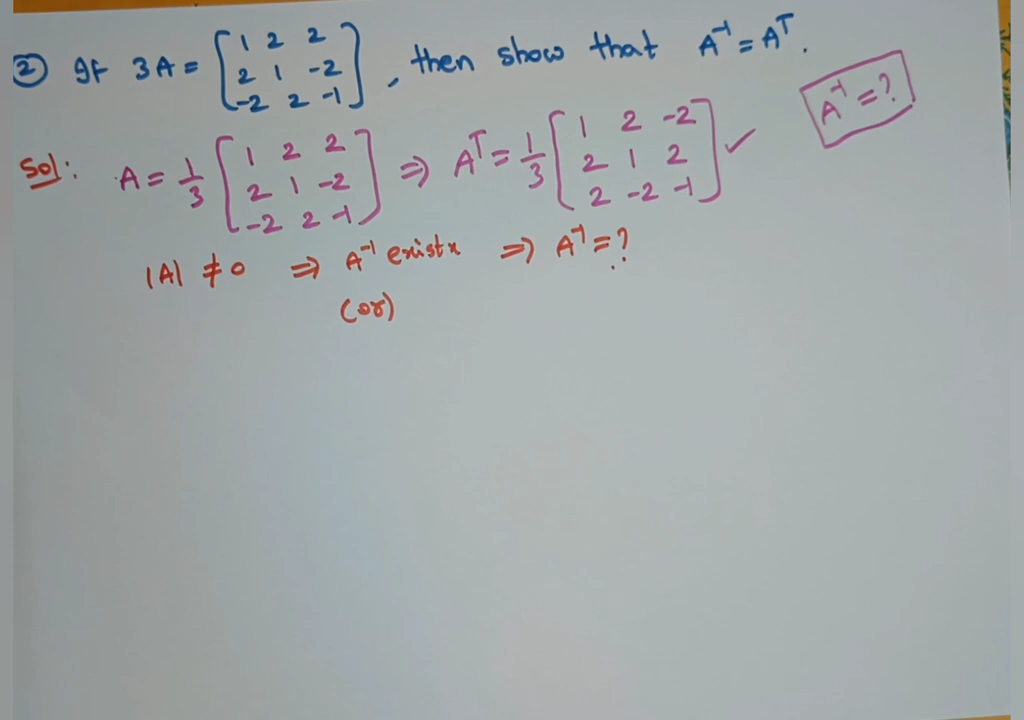 ② If 3A = [1 2 2
2 1 -2
-2 2 -1], then show that A⁻¹ = Aᵀ.
A⁻¹ = ?
Sol: A = 1/3 [1 2 2
2 1 -2
-2 2 -1] ⇒ Aᵀ = 1/3 [1 2 -2
2 1 2
2 -2 -1] ✓
|A| ≠ 0 ⇒ A⁻¹ exists ⇒ A⁻¹ = ?
(or)